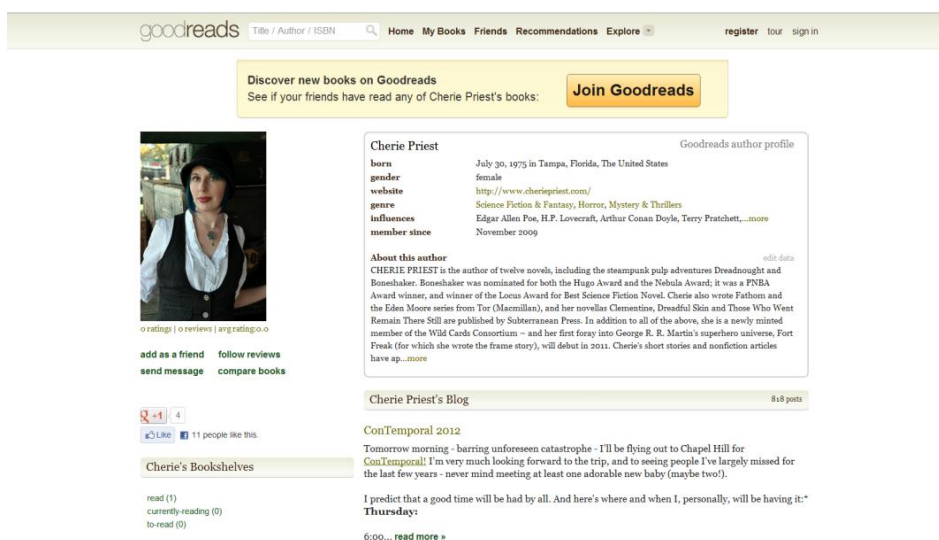 goodreads Title / Author / ISBN Home My Books Friends Recommendations Explore register tour sign in
Discover new books on Goodreads
See if your friends have read any of Cherie Priest's books:
Join Goodreads
Cherie Priest Goodreads author profile
born July 30, 1975 in Tampa, Florida, The United States
gender female
website http://www.cheriepriest.com/
genre Science Fiction & Fantasy, Horror, Mystery & Thrillers
influences Edgar Allen Poe, H.P. Lovecraft, Arthur Conan Doyle, Terry Pratchett,...more
member since November 2009
About this author edit data
CHERIE PRIEST is the author of twelve novels, including the steampunk pulp adventures Dreadnought and
Boneshaker. Boneshaker was nominated for both the Hugo Award and the Nebula Award; it was a PNBA
Award winner, and winner of the Locus Award for Best Science Fiction Novel. Cherie also wrote Fathom and
the Eden Moore series from Tor (Macmillan), and her novellas Clementine, Dreadful Skin and Those Who Went
Remain There Still are published by Subterranean Press. In addition to all of the above, she is a newly minted
member of the Wild Cards Consortium – and her first foray into George R. R. Martin's superhero universe, Fort
Freak (for which she wrote the frame story), will debut in 2011. Cherie's short stories and nonfiction articles
have ap...more
0 ratings | 0 reviews | avg rating:0.0
add as a friend follow reviews
send message compare books
+1 4
Like 11 people like this.
Cherie's Bookshelves
read (1)
currently-reading (0)
to-read (0)
Cherie Priest's Blog 818 posts
ConTemporal 2012
Tomorrow morning - barring unforeseen catastrophe - I'll be flying out to Chapel Hill for
ConTemporal! I'm very much looking forward to the trip, and to seeing people I've largely missed for
the last few years - never mind meeting at least one adorable new baby (maybe two!).
I predict that a good time will be had by all. And here's where and when I, personally, will be having it:*
Thursday:
6:00... read more »